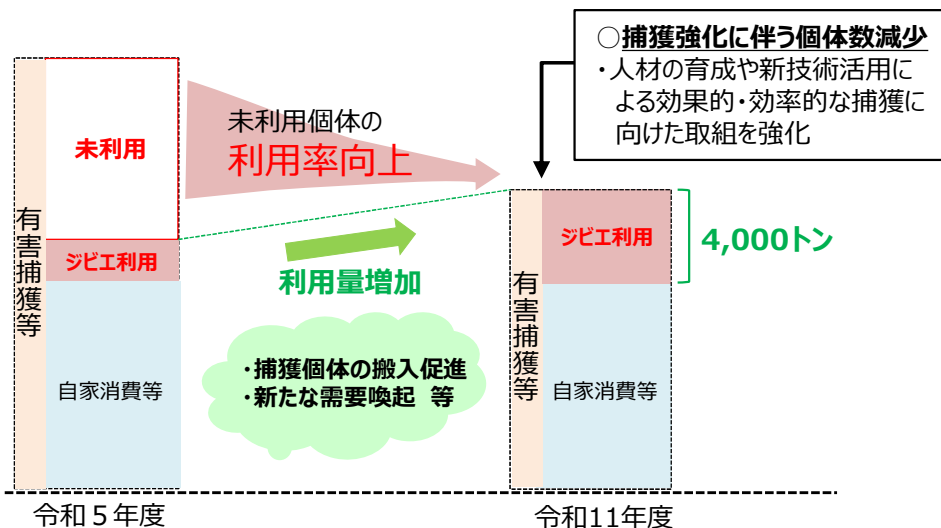 ○捕獲強化に伴う個体数減少
・人材の育成や新技術活用に
よる効果的・効率的な捕獲に
向けた取組を強化
有害捕獲等
未利用
ジビエ利用
自家消費等
未利用個体の
利用率向上
利用量増加
・捕獲個体の搬入促進
・新たな需要喚起 等
有害捕獲等
ジビエ利用
自家消費等
4,000トン
令和５年度
令和11年度